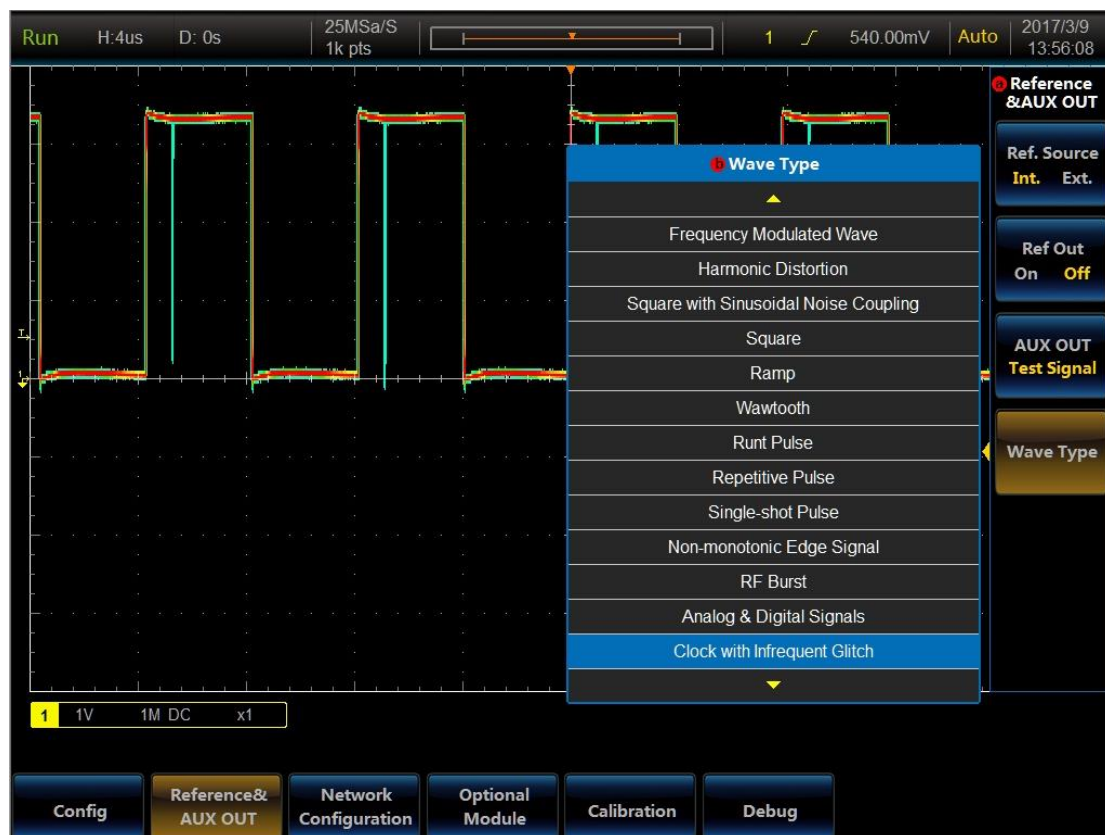 Run H:4us D: 0s 25MSa/S 1k pts 1 540.00mV Auto 2017/3/9 13:56:08
a Reference &AUX OUT
Ref. Source
Int. Ext.
Ref Out
On Off
AUX OUT
Test Signal
Wave Type
b Wave Type
Frequency Modulated Wave
Harmonic Distortion
Square with Sinusoidal Noise Coupling
Square
Ramp
Wawtooth
Runt Pulse
Repetitive Pulse
Single-shot Pulse
Non-monotonic Edge Signal
RF Burst
Analog & Digital Signals
Clock with Infrequent Glitch
T
1
1 1V 1M DC x1
Config
Reference& AUX OUT
Network Configuration
Optional Module
Calibration
Debug